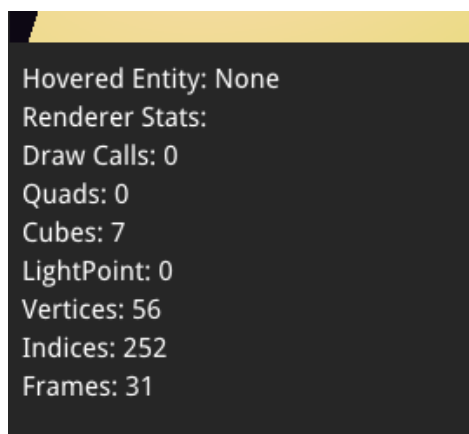 Hovered Entity: None
Renderer Stats:
Draw Calls: 0
Quads: 0
Cubes: 7
LightPoint: 0
Vertices: 56
Indices: 252
Frames: 31